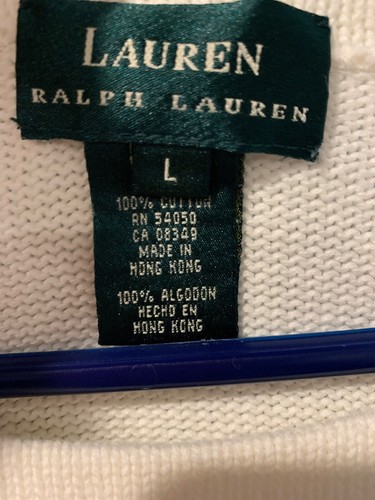 LAUREN
RALPH LAUREN
L
100% COTTON
RN 54050
CA 08349
MADE IN
HONG KONG
100% ALGODON
HECHO EN
HONG KONG